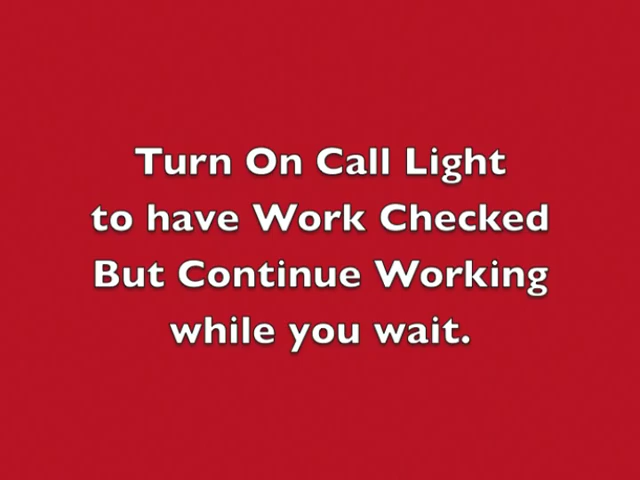 Turn On Call Light
to have Work Checked
But Continue Working
while you wait.